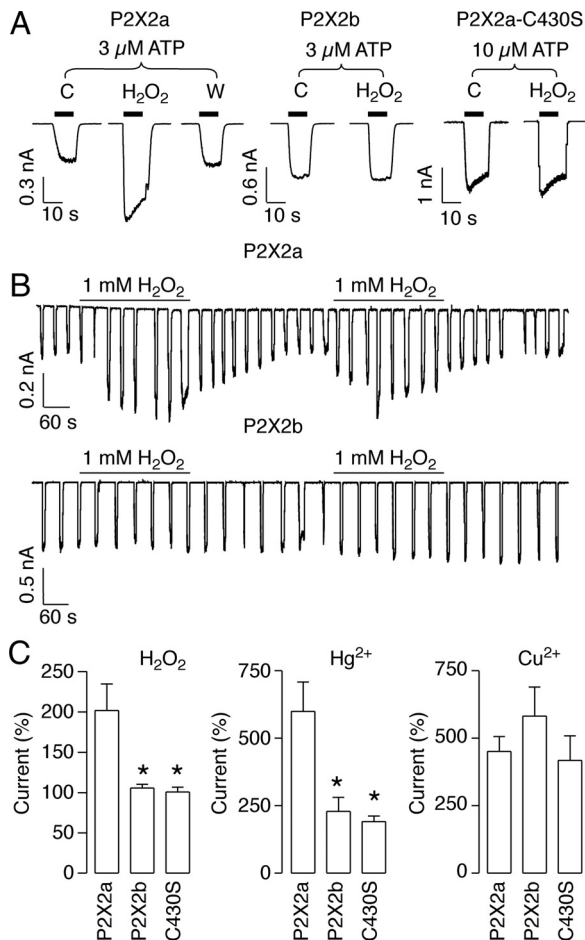 A
P2X2a P2X2b P2X2a-C430S
3 µM ATP 3 µM ATP 10 µM ATP
C H₂O₂ W C H₂O₂ C H₂O₂
0.3 nA 0.6 nA 1 nA
10 s 10 s 10 s
P2X2a
B
1 mM H₂O₂ 1 mM H₂O₂
0.2 nA
60 s
P2X2b
1 mM H₂O₂ 1 mM H₂O₂
0.5 nA
60 s
C
H₂O₂
Current (%)
250
200
150
100
50
0
* *
P2X2a P2X2b C430S
Hg²⁺
Current (%)
750
500
250
0
* *
P2X2a P2X2b C430S
Cu²⁺
Current (%)
750
500
250
0
P2X2a P2X2b C430S